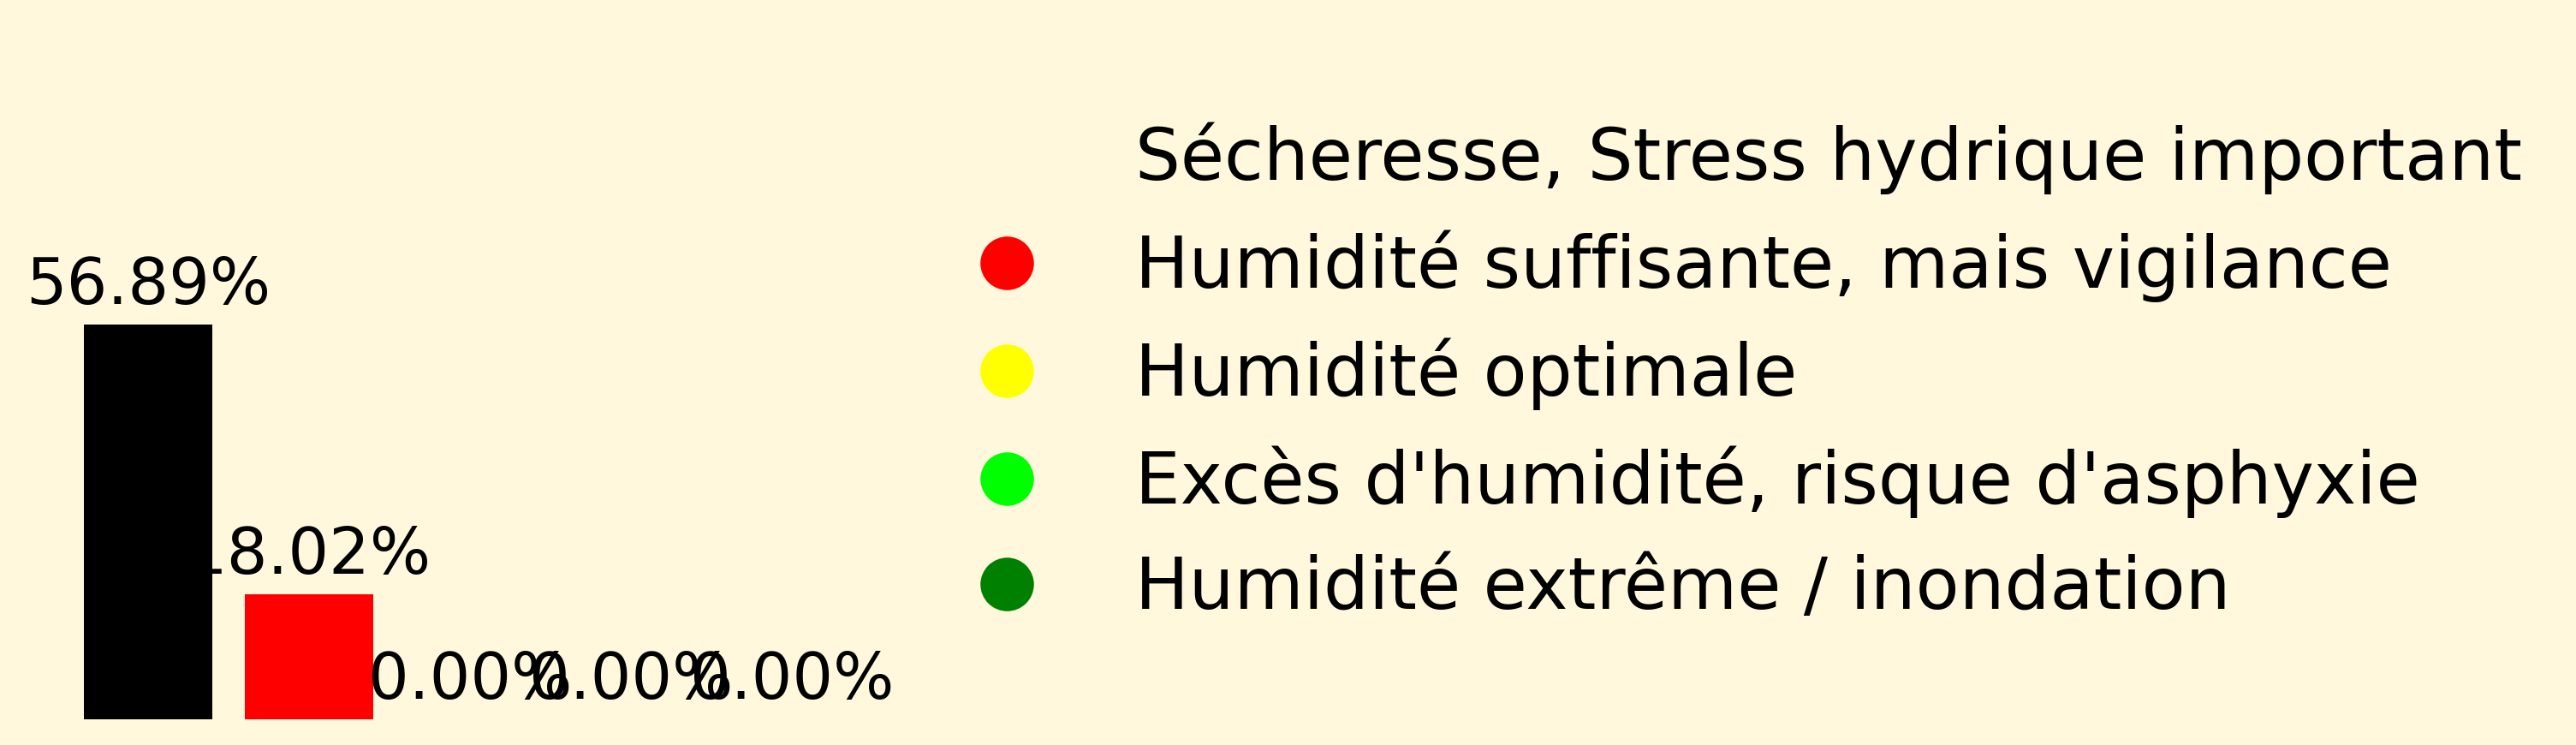 Sécheresse, Stress hydrique important
Humidité suffisante, mais vigilance
Humidité optimale
Excès d'humidité, risque d'asphyxie
Humidité extrême / inondation
56.89%
18.02%
0.00%
0.00%
0.00%